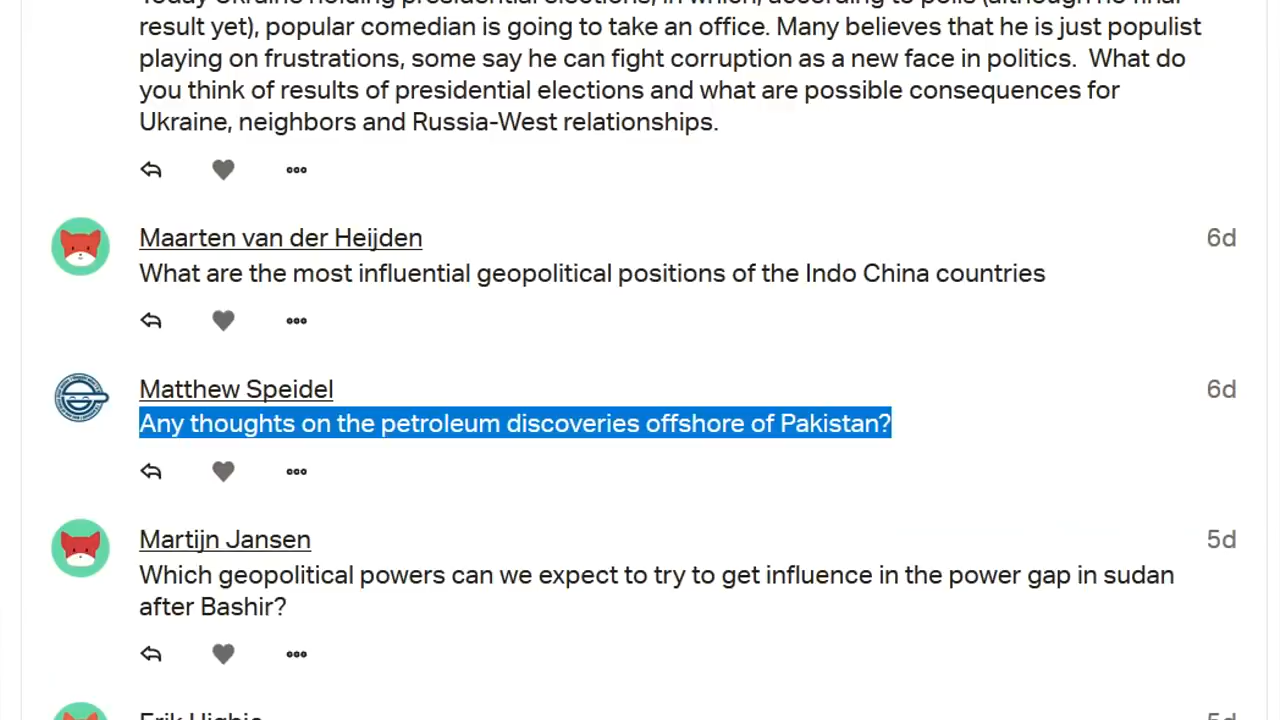 Today Ukraine holding presidential elections, in which, according to polls (although no final
result yet), popular comedian is going to take an office. Many believes that he is just populist
playing on frustrations, some say he can fight corruption as a new face in politics.  What do
you think of results of presidential elections and what are possible consequences for
Ukraine, neighbors and Russia-West relationships.
Maarten van der Heijden
6d
What are the most influential geopolitical positions of the Indo China countries
Matthew Speidel
6d
Any thoughts on the petroleum discoveries offshore of Pakistan?
Martijn Jansen
5d
Which geopolitical powers can we expect to try to get influence in the power gap in sudan
after Bashir?
Erik Higbie
5d